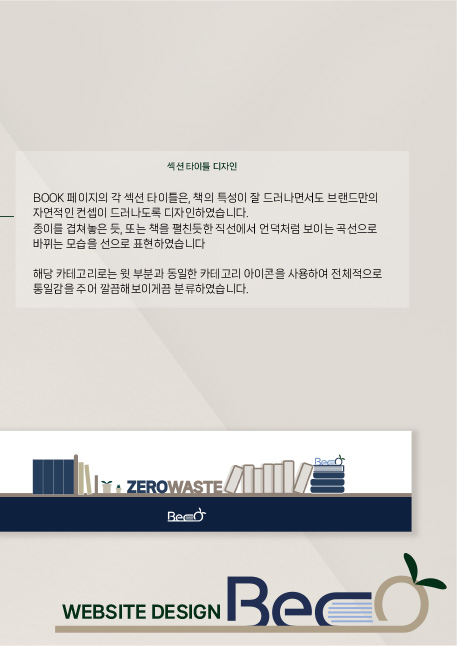 섹션 타이틀 디자인
BOOK 페이지의 각 섹션 타이틀은, 책의 특성이 잘 드러나면서도 브랜드만의
자연적인 컨셉이 드러나도록 디자인하였습니다.
종이를 겹쳐놓은 듯, 또는 책을 펼친듯한 직선에서 언덕처럼 보이는 곡선으로
바뀌는 모습을 선으로 표현하였습니다
해당 카테고리로는 윗 부분과 동일한 카테고리 아이콘을 사용하여 전체적으로
통일감을 주어 깔끔해보이게끔 분류하였습니다.
ZEROWASTE
Beco
Beco
WEBSITE DESIGN Beco